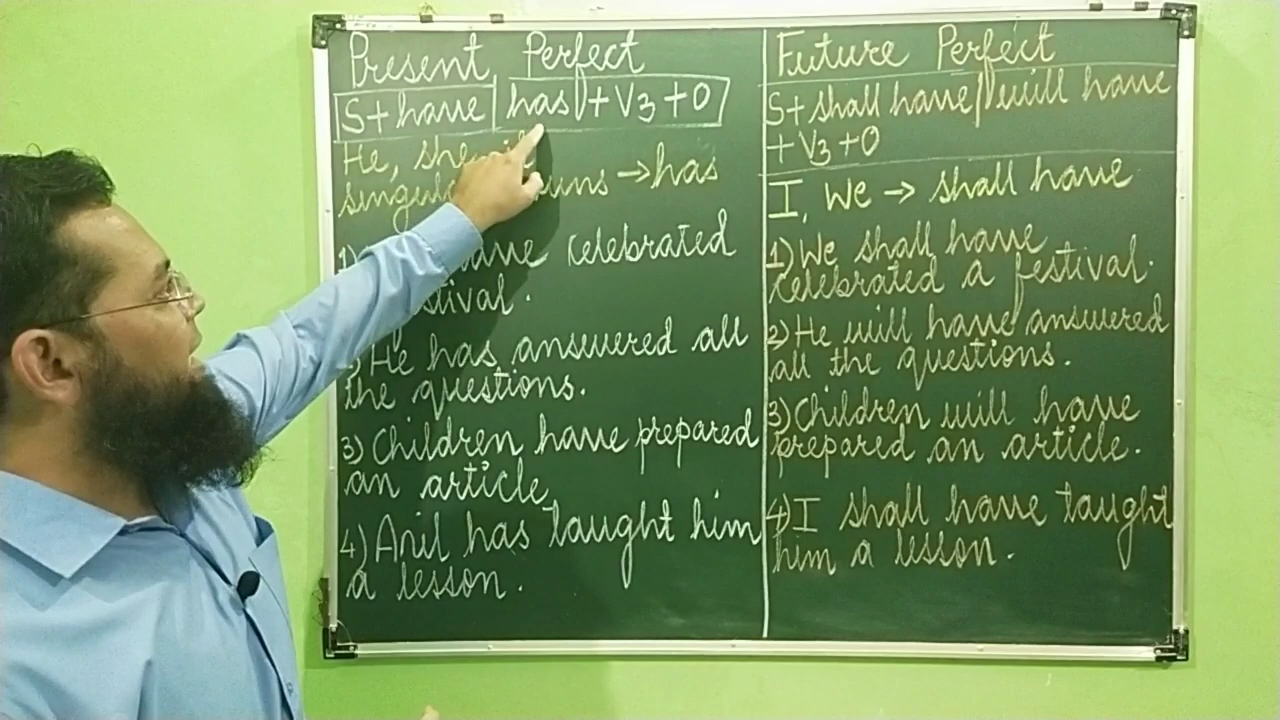 Present Perfect
S + have / has + V3 + O
He, she,
singular → has
1) have celebrated
festival.
He has answered all
the questions.
3) Children have prepared
an article,
4) Anil has taught him
a lesson.
Future Perfect
S + shall have / will have
+ V3 + O
I, We → shall have
1) We shall have
celebrated a festival.
2) He will have answered
all the questions.
3) Children will have
prepared an article.
4) I shall have taught
him a lesson.